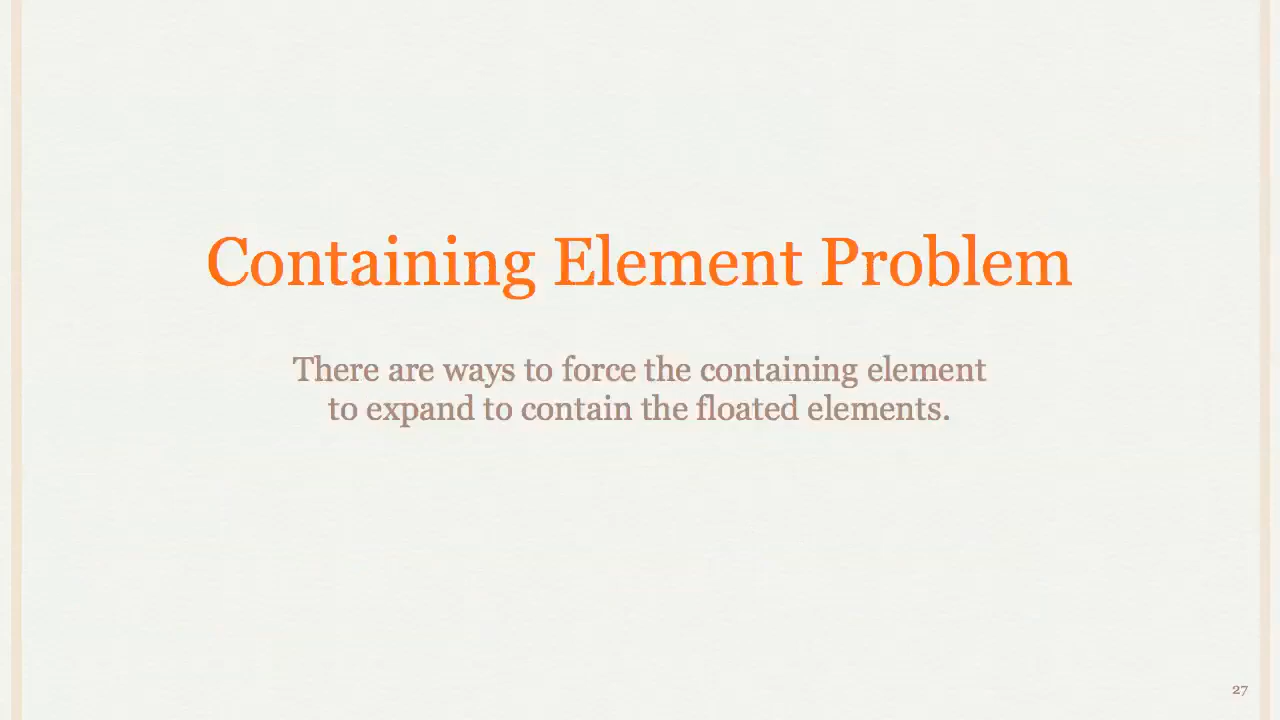 Containing Element Problem
There are ways to force the containing element
to expand to contain the floated elements.
27